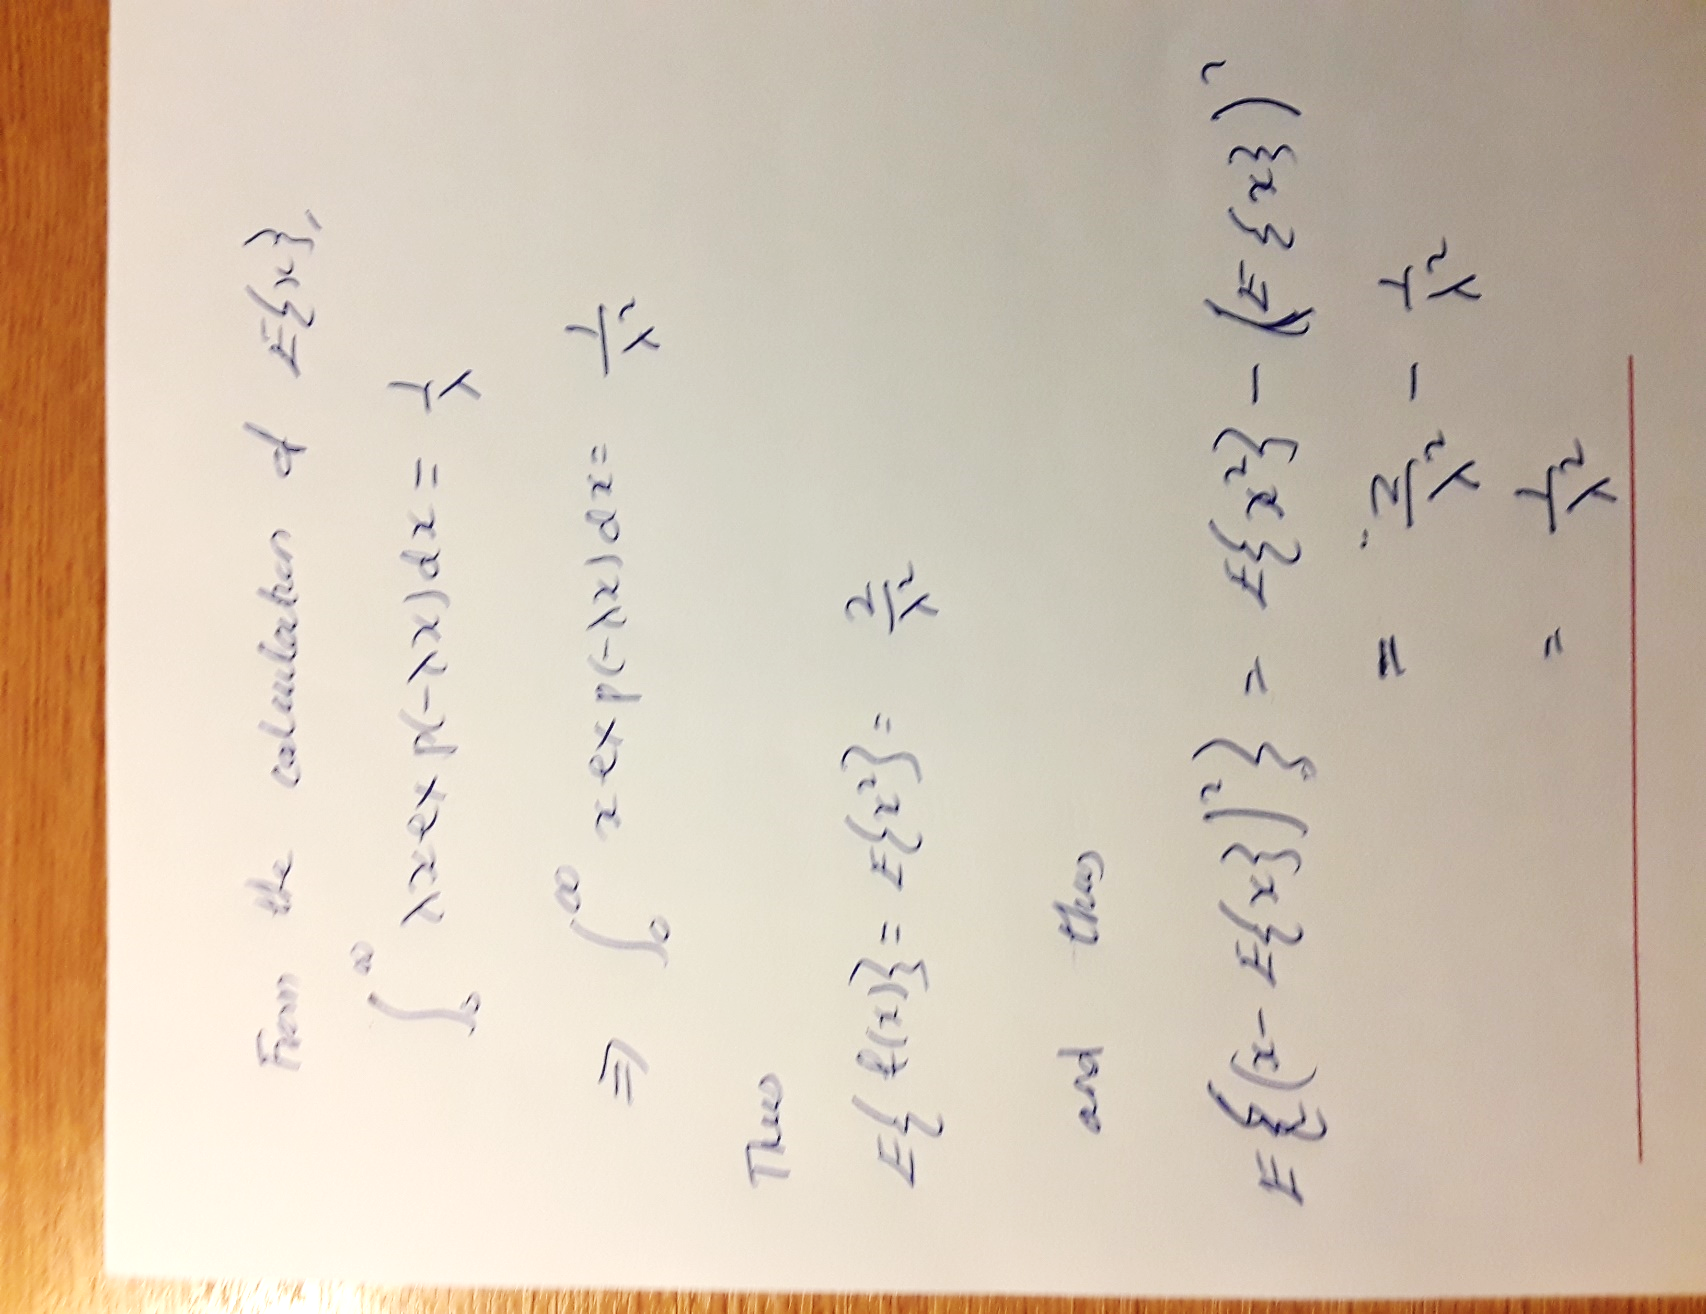 From the calculation of E{x},
∫₀^∞ λx exp(-λx)dx = 1/λ
⇒ ∫₀^∞ x exp(-λx)dx = 1/λ²
Thus
E{f(x)} = E{x²} = 2/λ²
and thus
E{(x - E{x})²} = E{x²} - (E{x})²
= 2/λ² - 1/λ²
= 1/λ²